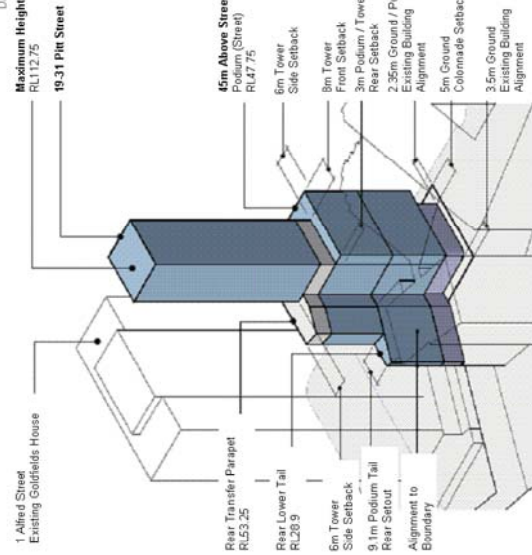 Maximum Height
RL112.75
19-31 Pitt Street
45m Above Street
Podium (Street)
RL47.75
6m Tower
Side Setback
8m Tower
Front Setback
3m Podium / Tower
Rear Setback
2.35m Ground /
Existing Building
Alignment
5m Ground
Colonnade Setback
3.5m Ground
Existing Building
Alignment
1 Alfred Street
Existing Goldfields House
Rear Transfer Parapet
RL53.25
Rear Lower Tail
RL28.9
6m Tower
Side Setback
9.1m Podium Tail
Rear Setout
Alignment to
Boundary